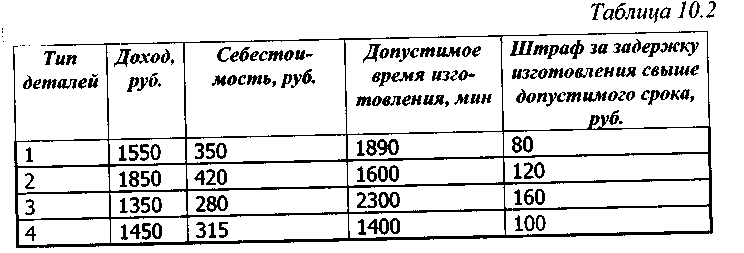 Таблица 10.2
Тип деталей
Доход, руб.
Себестои-
мость, руб.
Допустимое
время изго-
товления, мин
Штраф за задержку
изготовления свыше
допустимого срока,
руб.
1 1550 350 1890 80
2 1850 420 1600 120
3 1350 280 2300 160
4 1450 315 1400 100